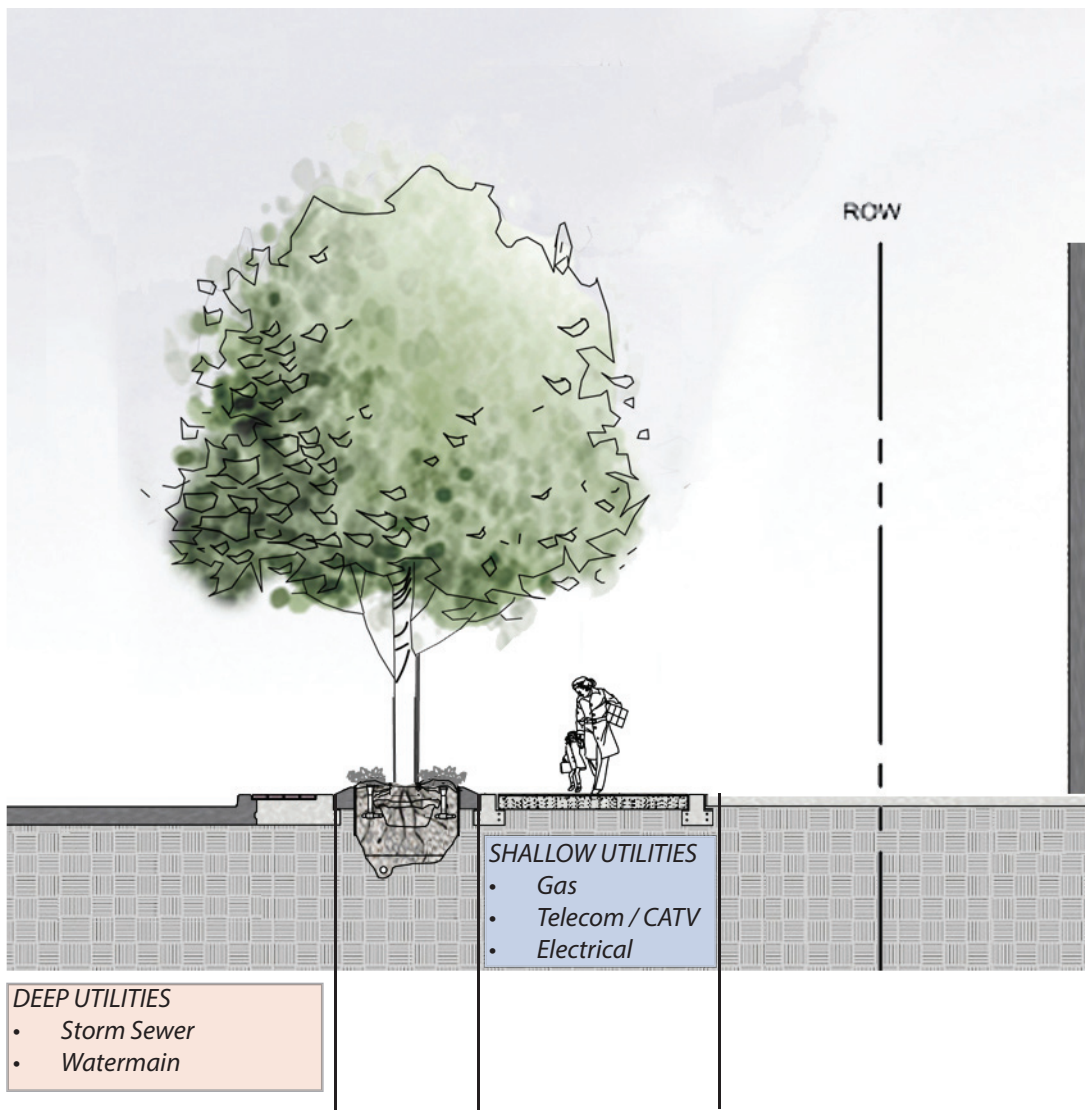 ROW
SHALLOW UTILITIES
• Gas
• Telecom / CATV
• Electrical
DEEP UTILITIES
• Storm Sewer
• Watermain